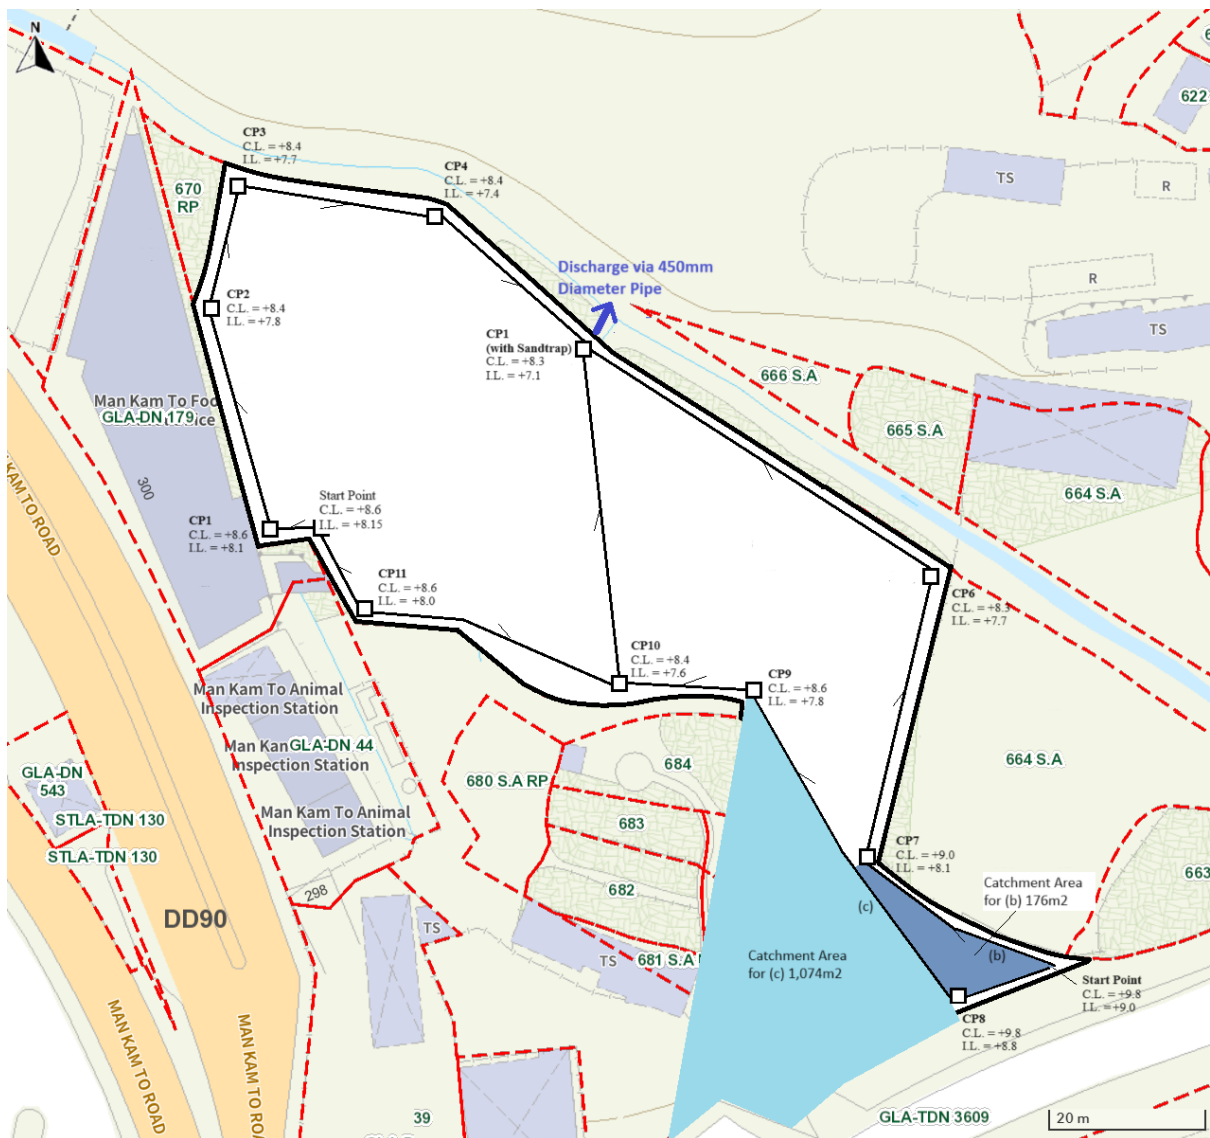 N
CP3
C.L. = +8.4
I.L. = +7.7
CP4
C.L. = +8.4
I.L. = +7.4
622
TS
R
670
RP
Discharge via 450mm
Diameter Pipe
R
TS
CP2
C.L. = +8.4
I.L. = +7.8
CP1
(with Sandtrap)
C.L. = +8.3
I.L. = +7.1
666 S.A
665 S.A
664 S.A
Man Kam To Foo
GLA-DN 179
300
MAN KAM TO ROAD
Start Point
C.L. = +8.6
I.L. = +8.15
CP1
C.L. = +8.6
I.L. = +8.1
CP11
C.L. = +8.6
I.L. = +8.0
CP6
C.L. = +8.3
I.L. = +7.7
CP10
C.L. = +8.4
I.L. = +7.6
CP9
C.L. = +8.6
I.L. = +7.8
Man Kam To Animal
Inspection Station
Man Kan
GLA-DN 44
Inspection Station
Man Kam To Animal
Inspection Station
GLA-DN
543
STLA-TDN 130
STLA-TDN 130
684
680 S.A RP
683
682
681 S.A
TS
TS
664 S.A
663
CP7
C.L. = +9.0
I.L. = +8.1
Catchment Area
for (b) 176m2
(c)
(b)
Catchment Area
for (c) 1,074m2
Start Point
C.L. = +9.8
I.L. = +9.0
CP8
C.L. = +9.8
I.L. = +8.8
298
DD90
MAN KAM TO ROAD
MAN KAM TO ROA
39
GLA-TDN 3609
20 m